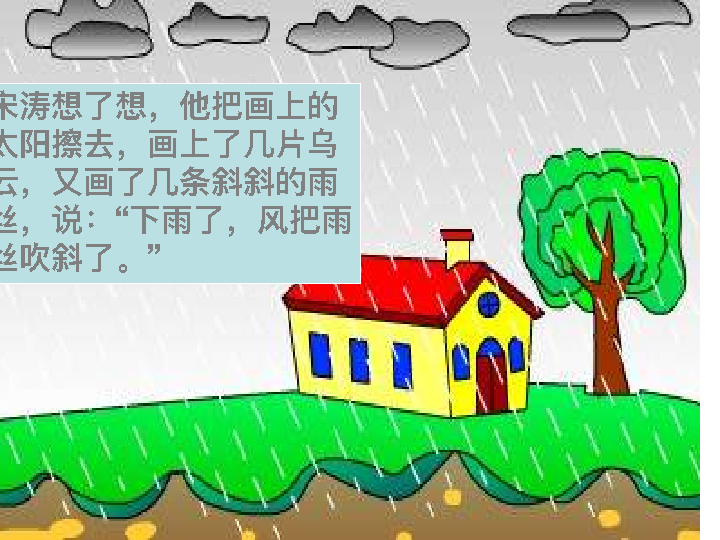 宋涛想了想，他把画上的
太阳擦去，画上了几片乌
云，又画了几条斜斜的雨
丝，说：“下雨了，风把雨
丝吹斜了。”